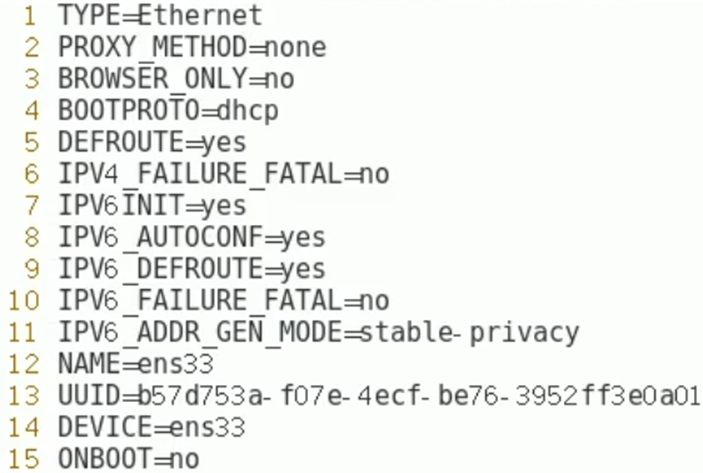 1 TYPE=Ethernet
2 PROXY_METHOD=none
3 BROWSER_ONLY=no
4 BOOTPROTO=dhcp
5 DEFROUTE=yes
6 IPV4_FAILURE_FATAL=no
7 IPV6INIT=yes
8 IPV6_AUTOCONF=yes
9 IPV6_DEFROUTE=yes
10 IPV6_FAILURE_FATAL=no
11 IPV6_ADDR_GEN_MODE=stable-privacy
12 NAME=ens33
13 UUID=b57d753a-f07e-4ecf-be76-3952ff3e0a01
14 DEVICE=ens33
15 ONBOOT=no